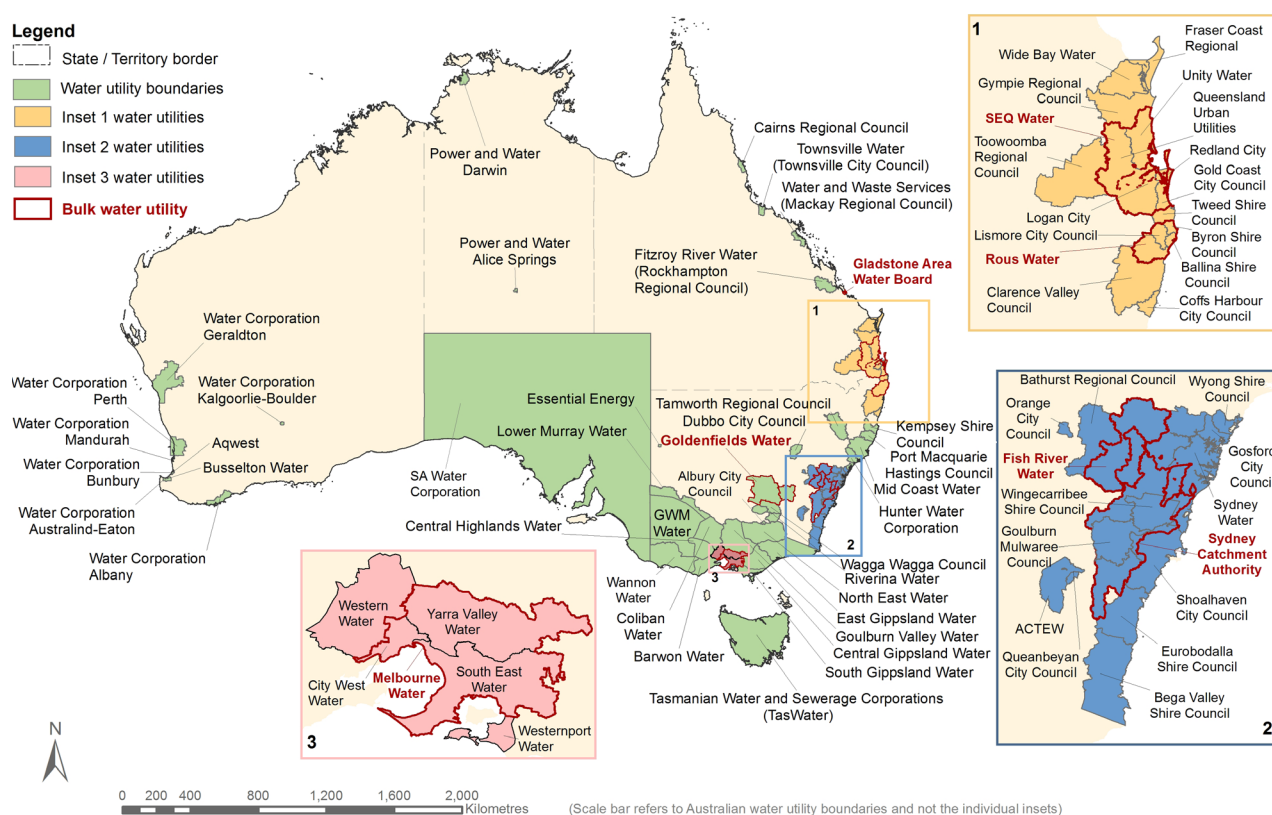 Legend
State / Territory border
Water utility boundaries
Inset 1 water utilities
Inset 2 water utilities
Inset 3 water utilities
Bulk water utility
Power and Water
Darwin
Power and Water
Alice Springs
Cairns Regional Council
Townsville Water
(Townsville City Council)
Water and Waste Services
(Mackay Regional Council)
Fitzroy River Water
(Rockhampton
Regional Council)
Gladstone Area
Water Board
1
Water Corporation
Geraldton
Water Corporation
Perth
Water Corporation
Kalgoorlie-Boulder
Water Corporation
Mandurah
Aqwest
Water Corporation
Bunbury
Busselton Water
Water Corporation
Australind-Eaton
Water Corporation
Albany
SA Water
Corporation
Essential Energy
Lower Murray Water
Tamworth Regional Council
Dubbo City Council
Goldenfields Water
Albury City
Council
Kempsey Shire
Council
Port Macquarie
Hastings Council
Mid Coast Water
Hunter Water
Corporation
2
Central Highlands Water
GWM
Water
3
Wannon
Water
Coliban
Water
Barwon Water
Wagga Wagga Council
Riverina Water
North East Water
East Gippsland Water
Goulburn Valley Water
Central Gippsland Water
South Gippsland Water
Tasmanian Water and Sewerage Corporations
(TasWater)
1
Fraser Coast
Regional
Wide Bay Water
Unity Water
Gympie Regional
Council
Queensland
Urban
Utilities
SEQ Water
Toowoomba
Regional
Council
Redland City
Gold Coast
City Council
Logan City
Tweed Shire
Council
Lismore City Council
Byron Shire
Council
Rous Water
Ballina Shire
Council
Clarence Valley
Council
Coffs Harbour
City Council
Bathurst Regional Council
Wyong Shire
Council
Orange
City
Council
Fish River
Water
Gosford
City
Council
Wingecarribee
Shire Council
Sydney
Water
Goulburn
Mulwaree
Council
Sydney
Catchment
Authority
Shoalhaven
City Council
ACTEW
Queanbeyan
City Council
Eurobodalla
Shire Council
Bega Valley
Shire Council
2
Western
Water
Yarra Valley
Water
City West
Water
Melbourne
Water
South East
Water
Westernport
Water
3
N
0 200 400 800 1,200 1,600 2,000
Kilometres
(Scale bar refers to Australian water utility boundaries and not the individual insets)